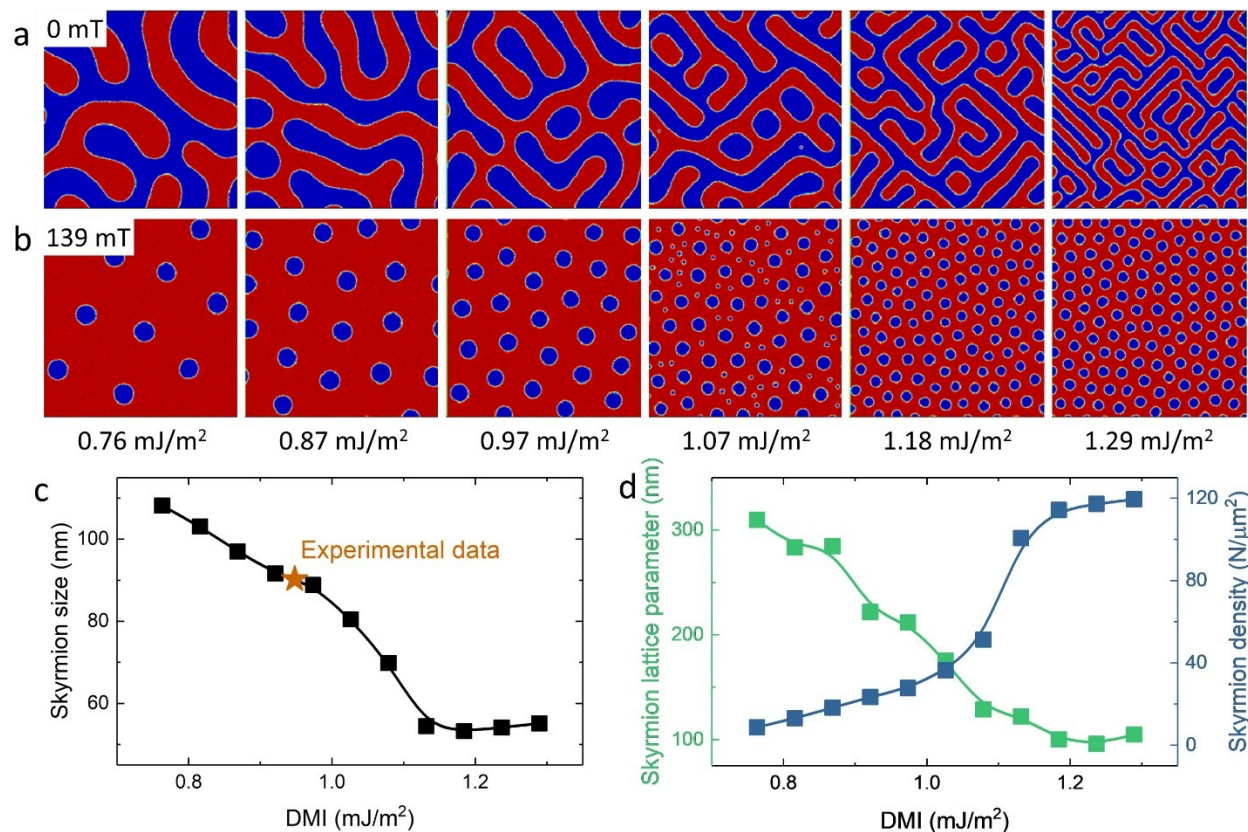 a
0 mT
b
139 mT
0.76 mJ/m²
0.87 mJ/m²
0.97 mJ/m²
1.07 mJ/m²
1.18 mJ/m²
1.29 mJ/m²
c
Skyrmion size (nm)
100
80
60
Experimental data
0.8
1.0
1.2
DMI (mJ/m²)
d
Skyrmion lattice parameter (nm)
300
200
100
0.8
1.0
1.2
DMI (mJ/m²)
120
80
40
0
Skyrmion density (N/μm²)